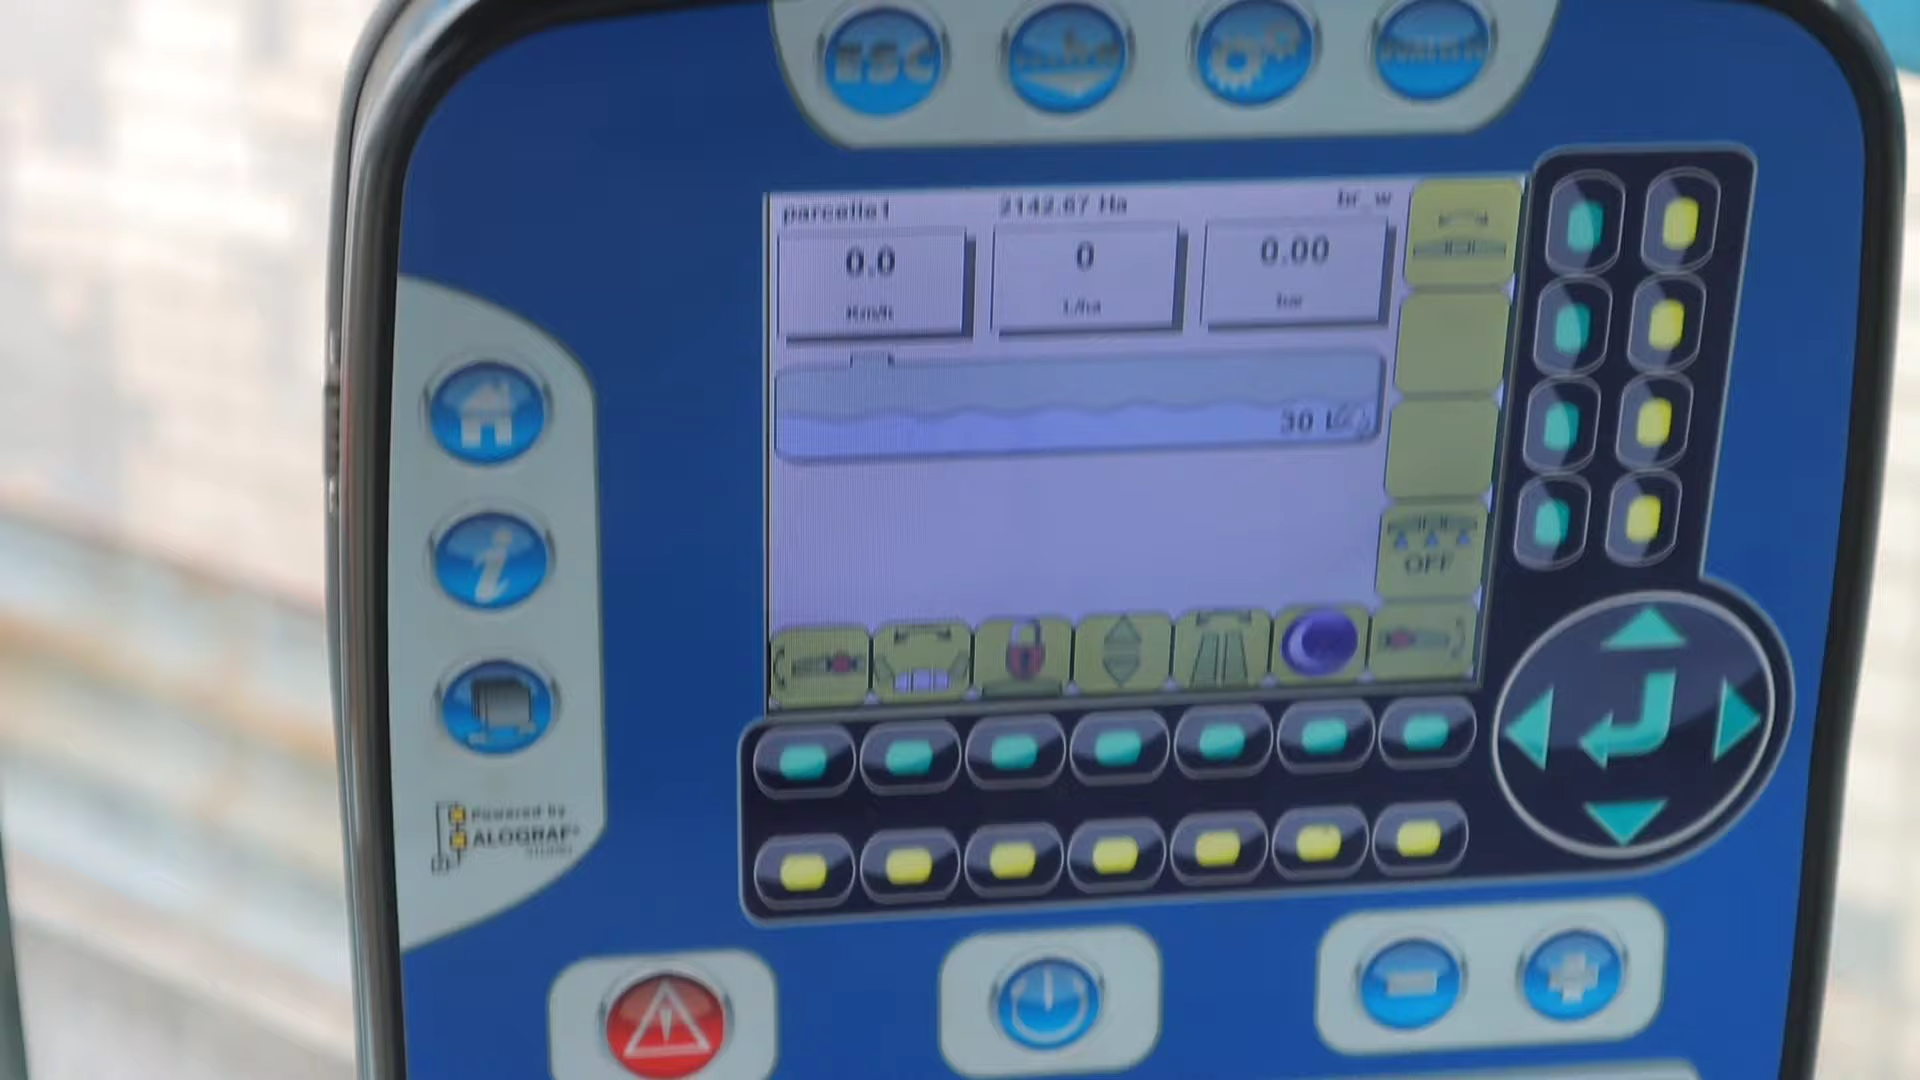 ESC
parcella1 2142.67 Ha br_w
0.0 0 0.00
Km/h L/ha bar
30 L
OFF
Powered by
ALOGRAF